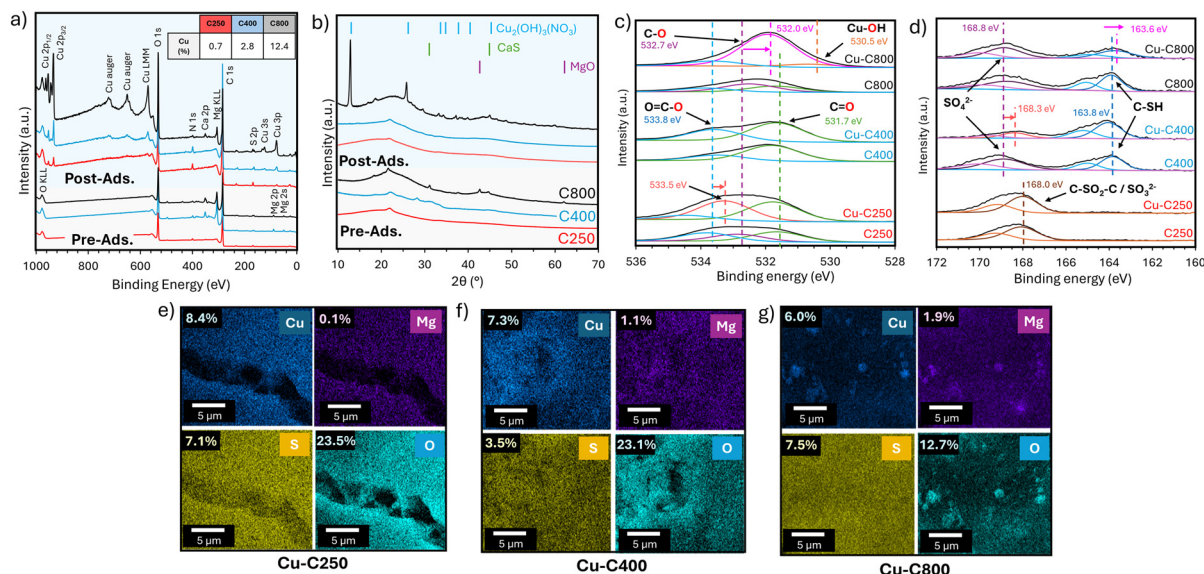 a)
C250 C400 C800
Cu (%) 0.7 2.8 12.4
Cu 2p1/2
Cu 2p3/2
Cu auger
Cu auger
Cu LMM
O 1s
Mg KLL
C 1s
N 1s
Ca 2p
S 2p
Cu 3s
Cu 3p
O KLL
Post-Ads.
Mg 2p
Mg 2s
Pre-Ads.
Intensity (a.u.)
1000 800 600 400 200 0
Binding Energy (eV)
b)
Cu2(OH)3(NO3)
CaS
MgO
Post-Ads.
C800
C400
Pre-Ads.
C250
Intensity (a.u.)
10 20 30 40 50 60 70
2θ (°)
c)
C-O
532.7 eV
532.0 eV
Cu-OH
530.5 eV
Cu-C800
C800
O=C-O
533.8 eV
C=O
531.7 eV
Cu-C400
C400
533.5 eV
Cu-C250
C250
Intensity (a.u.)
536 534 532 530 528
Binding energy (eV)
d)
168.8 eV
163.6 eV
Cu-C800
C800
SO4 2-
C-SH
168.3 eV
163.8 eV
Cu-C400
C400
168.0 eV
C-SO2-C / SO3 2-
Cu-C250
C250
Intensity (a.u.)
172 170 168 166 164 162
Binding energy (eV)
e)
8.4% Cu
0.1% Mg
5 µm
5 µm
7.1% S
23.5% O
5 µm
5 µm
Cu-C250
f)
7.3% Cu
1.1% Mg
5 µm
5 µm
3.5% S
23.1% O
5 µm
5 µm
Cu-C400
g)
6.0% Cu
1.9% Mg
5 µm
5 µm
7.5% S
12.7% O
5 µm
5 µm
Cu-C800